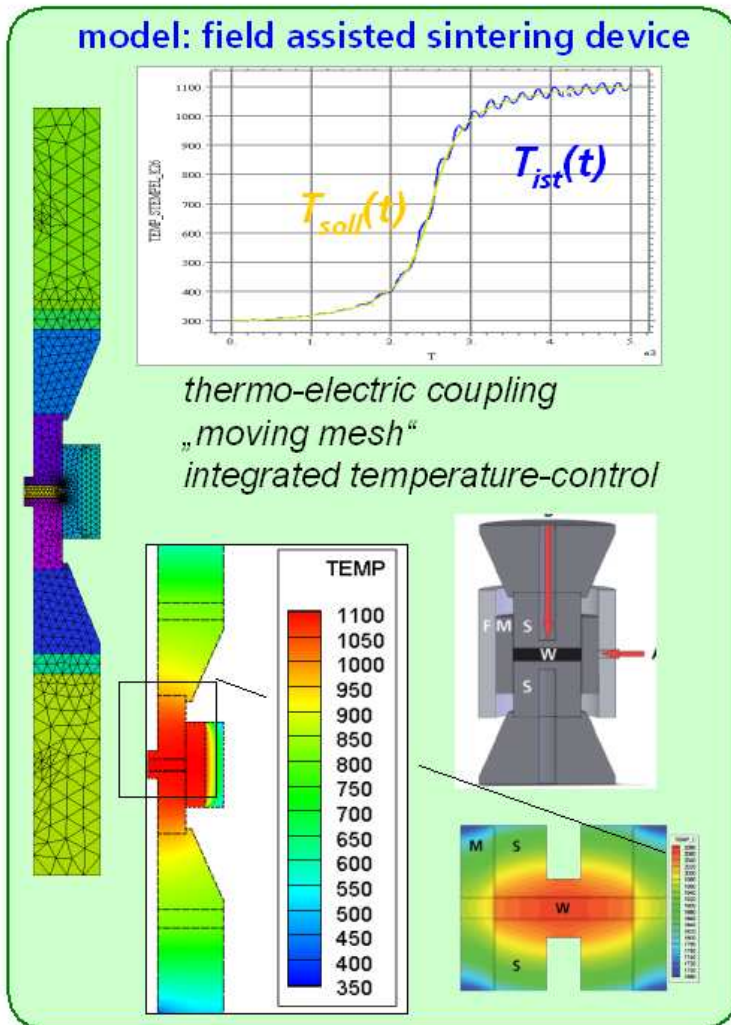 model: field assisted sintering device
1100
1000
900
800
700
600
500
400
300
TEMP_STEMPEL_K26
T_soll(t)
T_ist(t)
0 1 2 3 4 5
T
e3
thermo-electric coupling
„moving mesh“
integrated temperature-control
TEMP
1100
1050
1000
950
900
850
800
750
700
650
600
550
500
450
400
350
F M S
W
S
M S
W
S